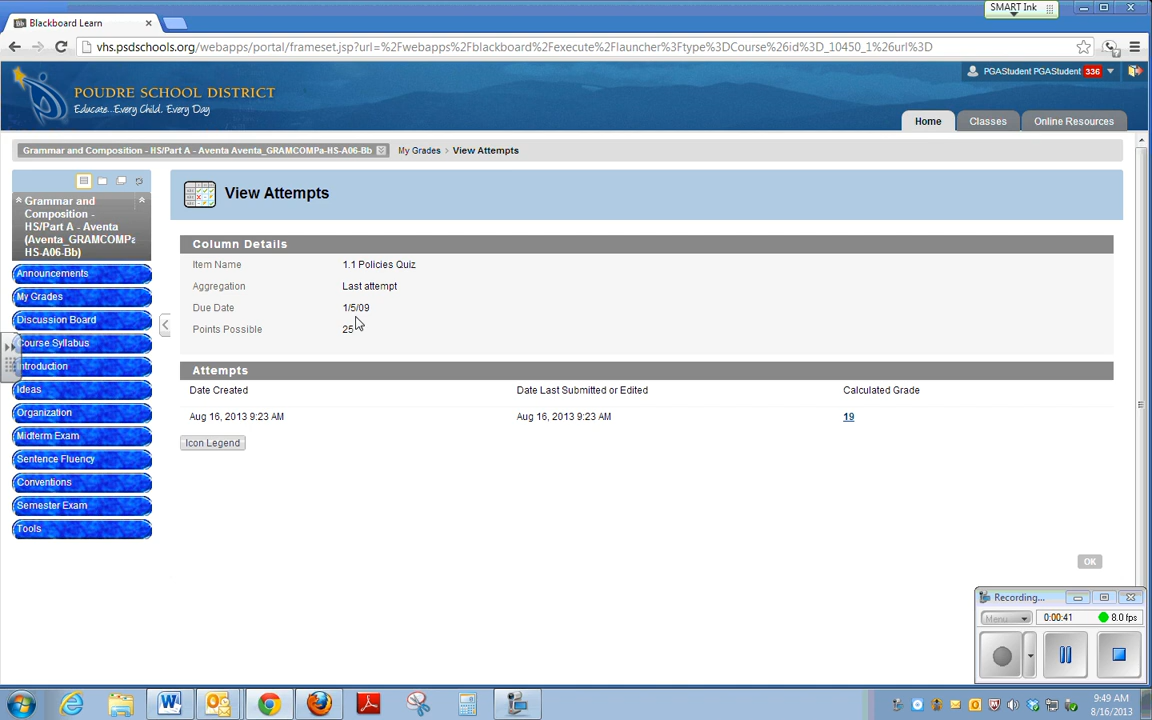 SMART Ink
Blackboard Learn
vhs.psdschools.org/webapps/portal/frameset.jsp?url=%2Fwebapps%2Fblackboard%2Fexecute%2Flauncher%3Ftype%3DCourse%26id%3D_10450_1%26url%3D
POUDRE SCHOOL DISTRICT
Educate...Every Child, Every Day
PGAStudent PGAStudent 336
Home Classes Online Resources
Grammar and Composition - HS/Part A - Aventa Aventa_GRAMCOMPa-HS-A06-Bb My Grades > View Attempts
View Attempts
Grammar and
Composition -
HS/Part A - Aventa
(Aventa_GRAMCOMPa
HS-A06-Bb)
Announcements
My Grades
Discussion Board
Course Syllabus
Introduction
Ideas
Organization
Midterm Exam
Sentence Fluency
Conventions
Semester Exam
Tools
Column Details
Item Name 1.1 Policies Quiz
Aggregation Last attempt
Due Date 1/5/09
Points Possible 25
Attempts
Date Created Date Last Submitted or Edited Calculated Grade
Aug 16, 2013 9:23 AM Aug 16, 2013 9:23 AM 19
Icon Legend
OK
Recording...
Menu 0:00:41 8.0 fps
9:49 AM
8/16/2013